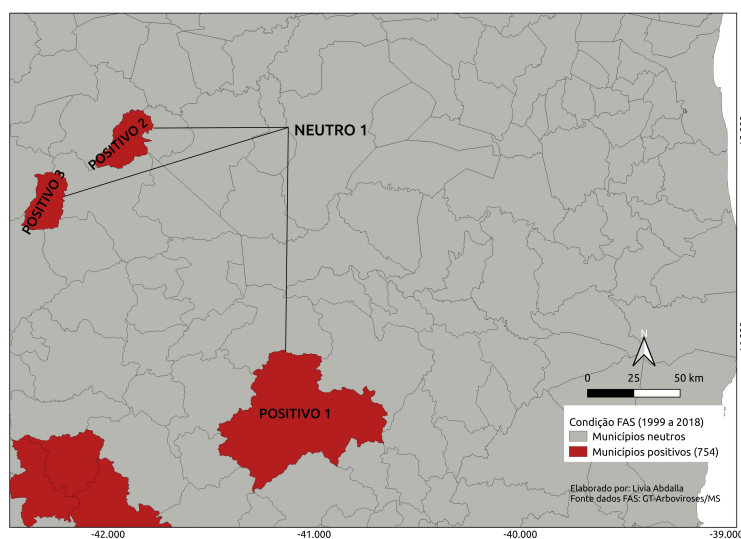 POSITIVO 2
NEUTRO 1
POSITIVO 3
POSITIVO 1
N
0 25 50 km
Condição FAS (1999 a 2018)
Municípios neutros
Municípios positivos (754)
Elaborado por: Livia Abdalla
Fonte dados FAS: GT-Arboviroses/MS
-42.000 -41.000 -40.000 -39.000